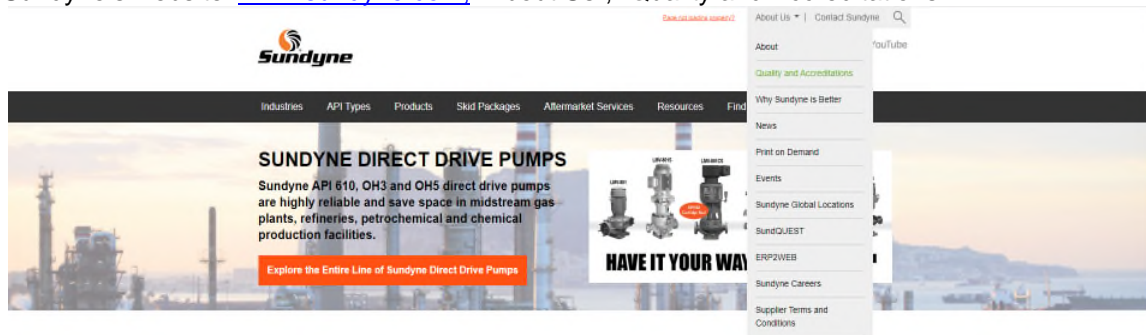 Page not loading properly?
About Us ▾ | Contact Sundyne
Sundyne
About
YouTube
Quality and Accreditations
Industries API Types Products Skid Packages Aftermarket Services Resources Find
Why Sundyne is Better
News
Print on Demand
Events
Sundyne Global Locations
SundQUEST
ERP2WEB
Sundyne Careers
Supplier Terms and
Conditions
SUNDYNE DIRECT DRIVE PUMPS
Sundyne API 610, OH3 and OH5 direct drive pumps
are highly reliable and save space in midstream gas
plants, refineries, petrochemical and chemical
production facilities.
Explore the Entire Line of Sundyne Direct Drive Pumps
HAVE IT YOUR WAY